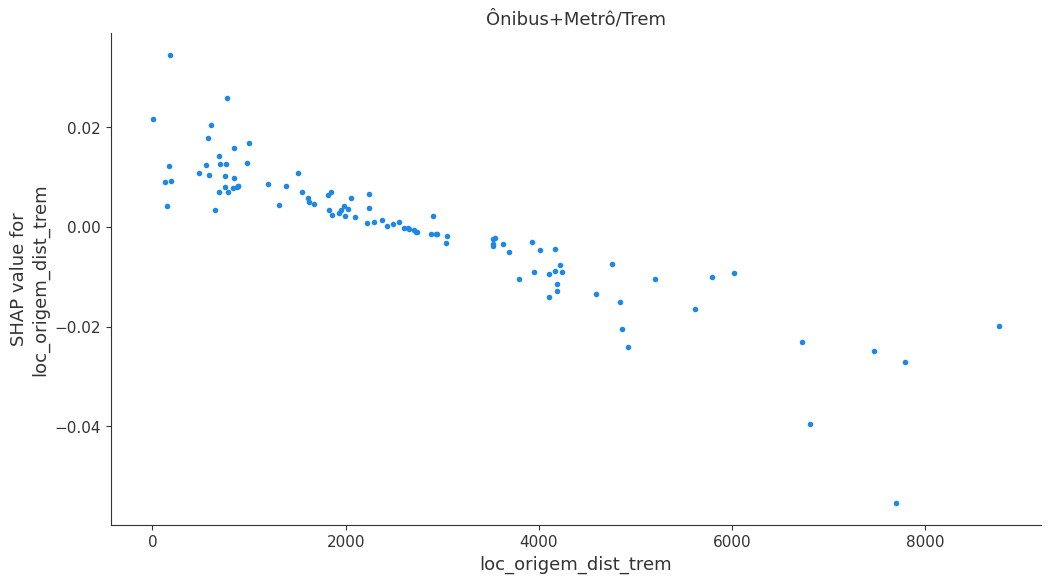 Ônibus+Metrô/Trem
SHAP value for
loc_origem_dist_trem
0.02
0.00
−0.02
−0.04
0
2000
4000
6000
8000
loc_origem_dist_trem